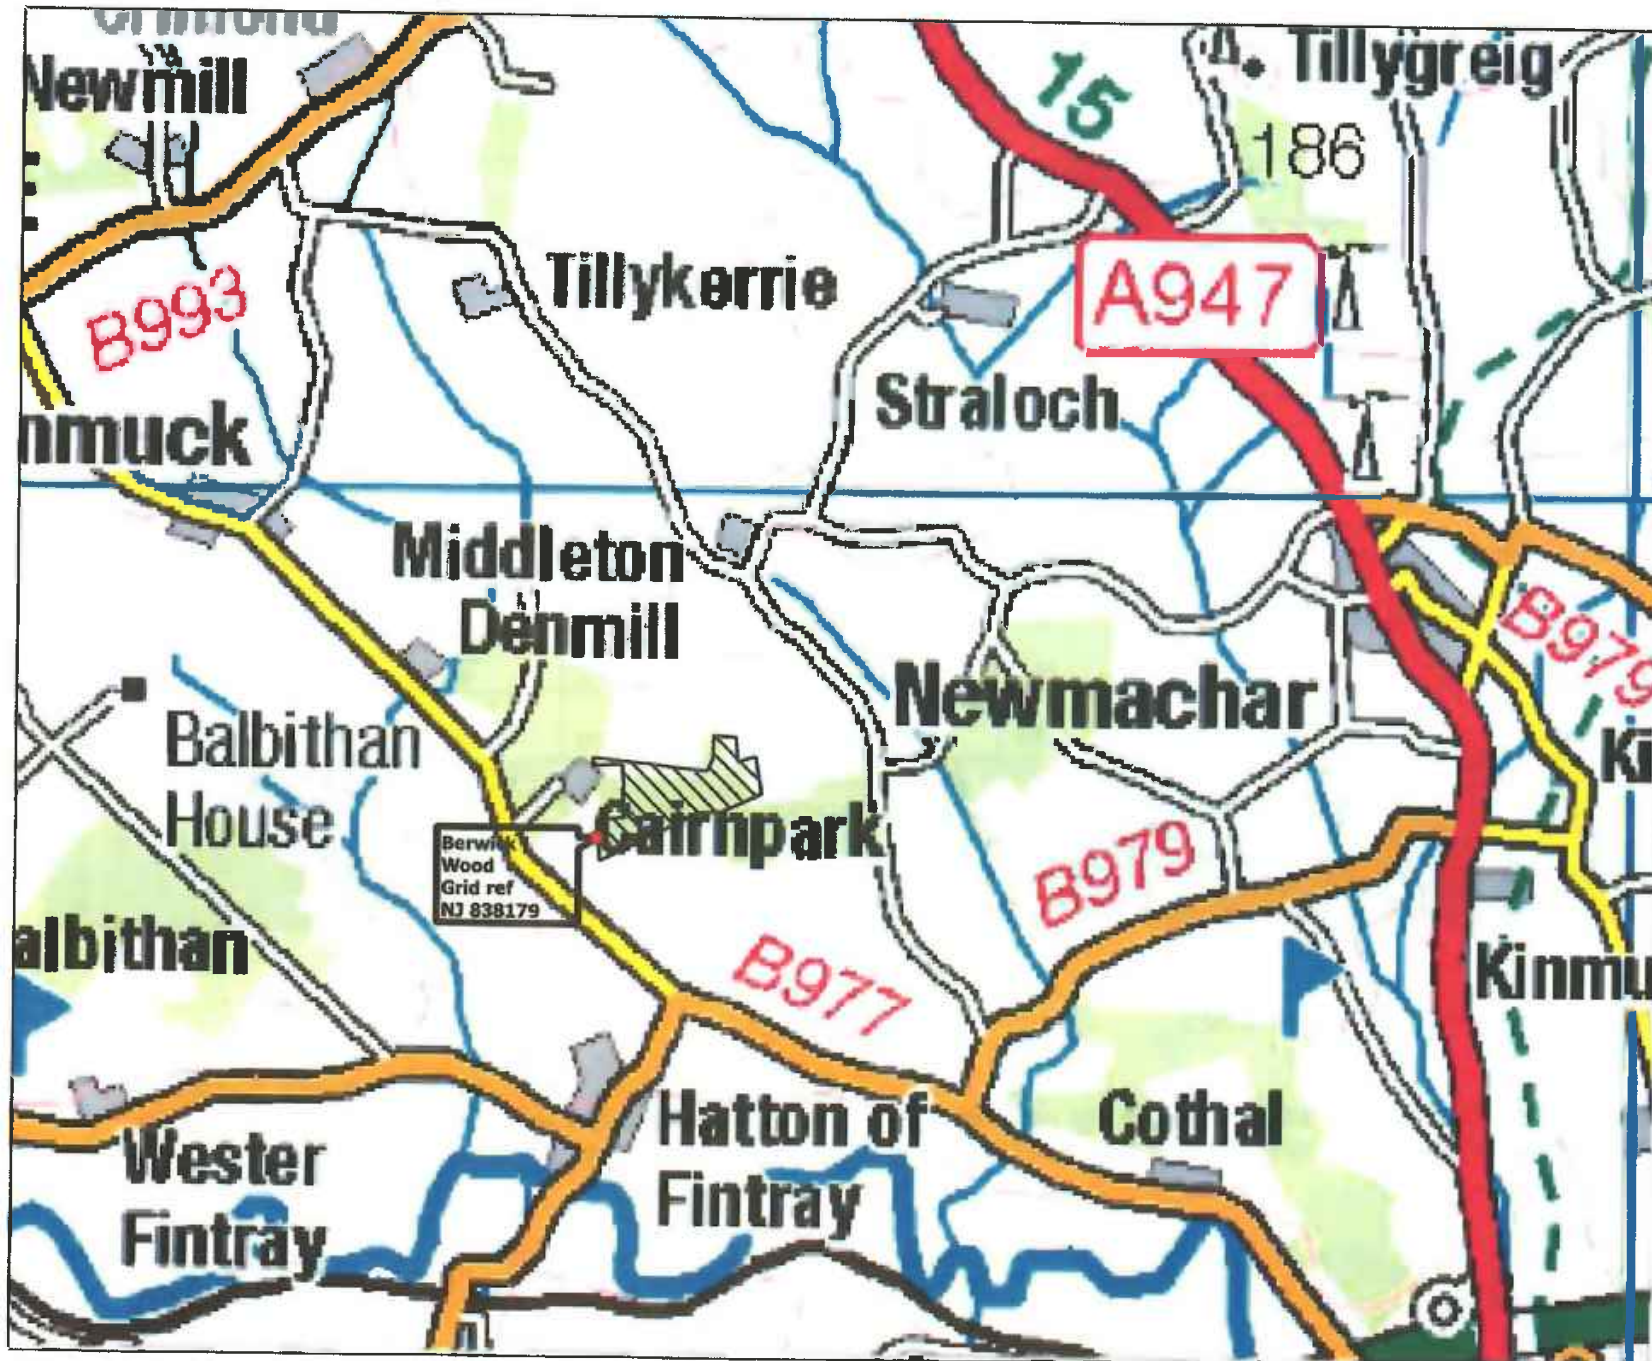 Newmill
15
Tillygreig
186
B993
Tillykerrie
A947
Straloch
nmuck
Middleton
Denmill
B979
Newmachar
Balbithan
House
Ki
Cairnpark
Berwick
Wood
Grid ref
NJ 838179
B979
albithan
B977
Kinmu
Hatton of
Fintray
Cothal
Wester
Fintray